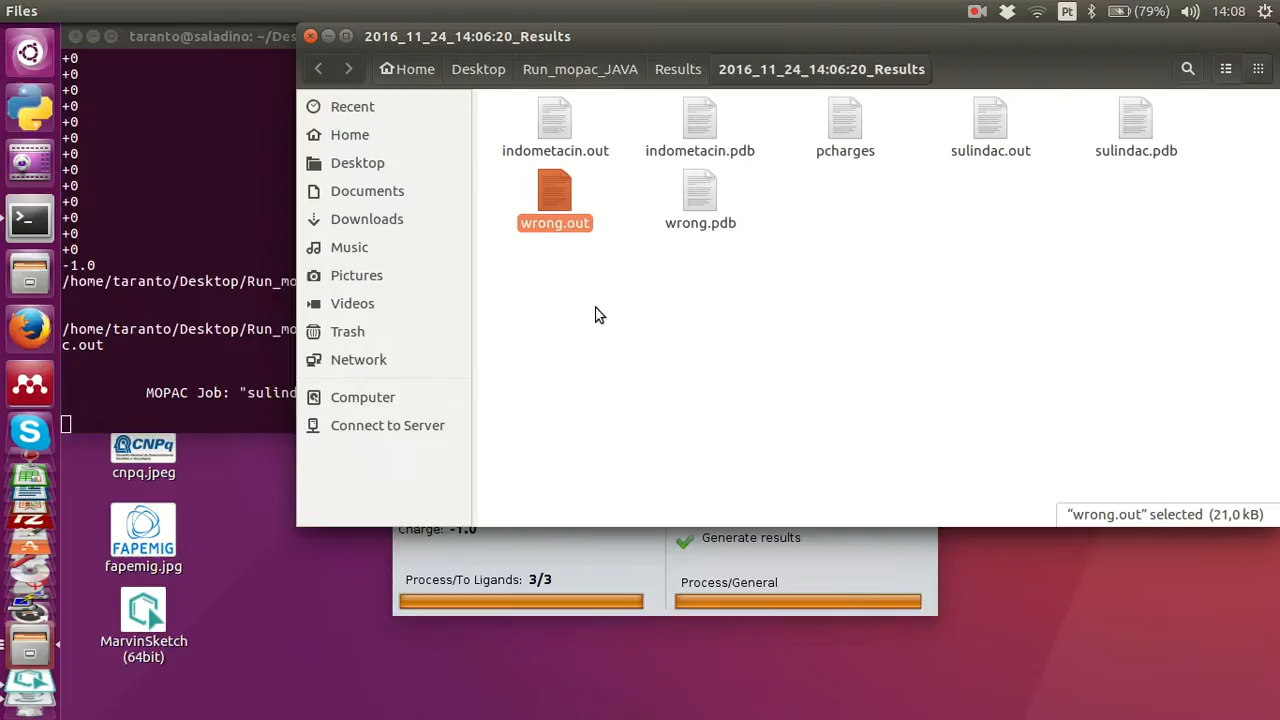 Files
Pt
(79%)
14:08
taranto@saladino: ~/Des
+0
+0
+0
+0
+0
+0
+0
+0
+0
+0
+0
+0
+0
-1.0
/home/taranto/Desktop/Run_mo
/home/taranto/Desktop/Run_mo
c.out
MOPAC Job: "sulind
2016_11_24_14:06:20_Results
Home Desktop Run_mopac_JAVA Results 2016_11_24_14:06:20_Results
Recent
Home
Desktop
Documents
Downloads
Music
Pictures
Videos
Trash
Network
Computer
Connect to Server
indometacin.out indometacin.pdb pcharges sulindac.out sulindac.pdb
wrong.out wrong.pdb
“wrong.out” selected (21,0 kB)
CNPq
cnpq.jpeg
FAPEMIG
fapemig.jpg
MarvinSketch
(64bit)
Charge: -1.0
Generate results
Process/To Ligands: 3/3
Process/General